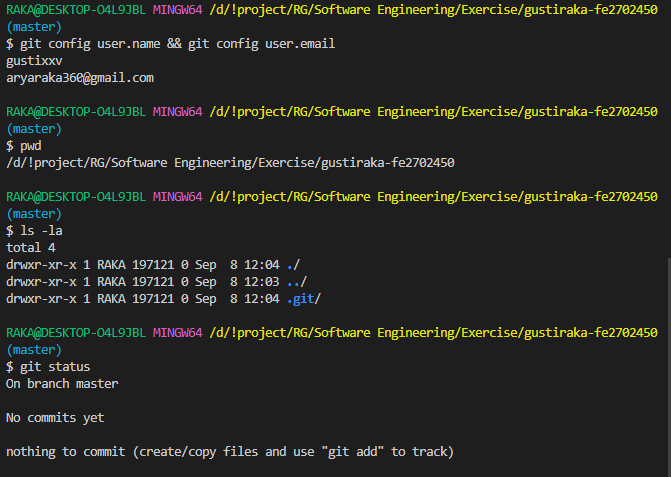 RAKA@DESKTOP-O4L9JBL MINGW64 /d/!project/RG/Software Engineering/Exercise/gustiraka-fe2702450
(master)
$ git config user.name && git config user.email
gustixxv
aryaraka360@gmail.com
RAKA@DESKTOP-O4L9JBL MINGW64 /d/!project/RG/Software Engineering/Exercise/gustiraka-fe2702450
(master)
$ pwd
/d/!project/RG/Software Engineering/Exercise/gustiraka-fe2702450
RAKA@DESKTOP-O4L9JBL MINGW64 /d/!project/RG/Software Engineering/Exercise/gustiraka-fe2702450
(master)
$ ls -la
total 4
drwxr-xr-x 1 RAKA 197121 0 Sep  8 12:04 ./
drwxr-xr-x 1 RAKA 197121 0 Sep  8 12:03 ../
drwxr-xr-x 1 RAKA 197121 0 Sep  8 12:04 .git/
RAKA@DESKTOP-O4L9JBL MINGW64 /d/!project/RG/Software Engineering/Exercise/gustiraka-fe2702450
(master)
$ git status
On branch master
No commits yet
nothing to commit (create/copy files and use "git add" to track)